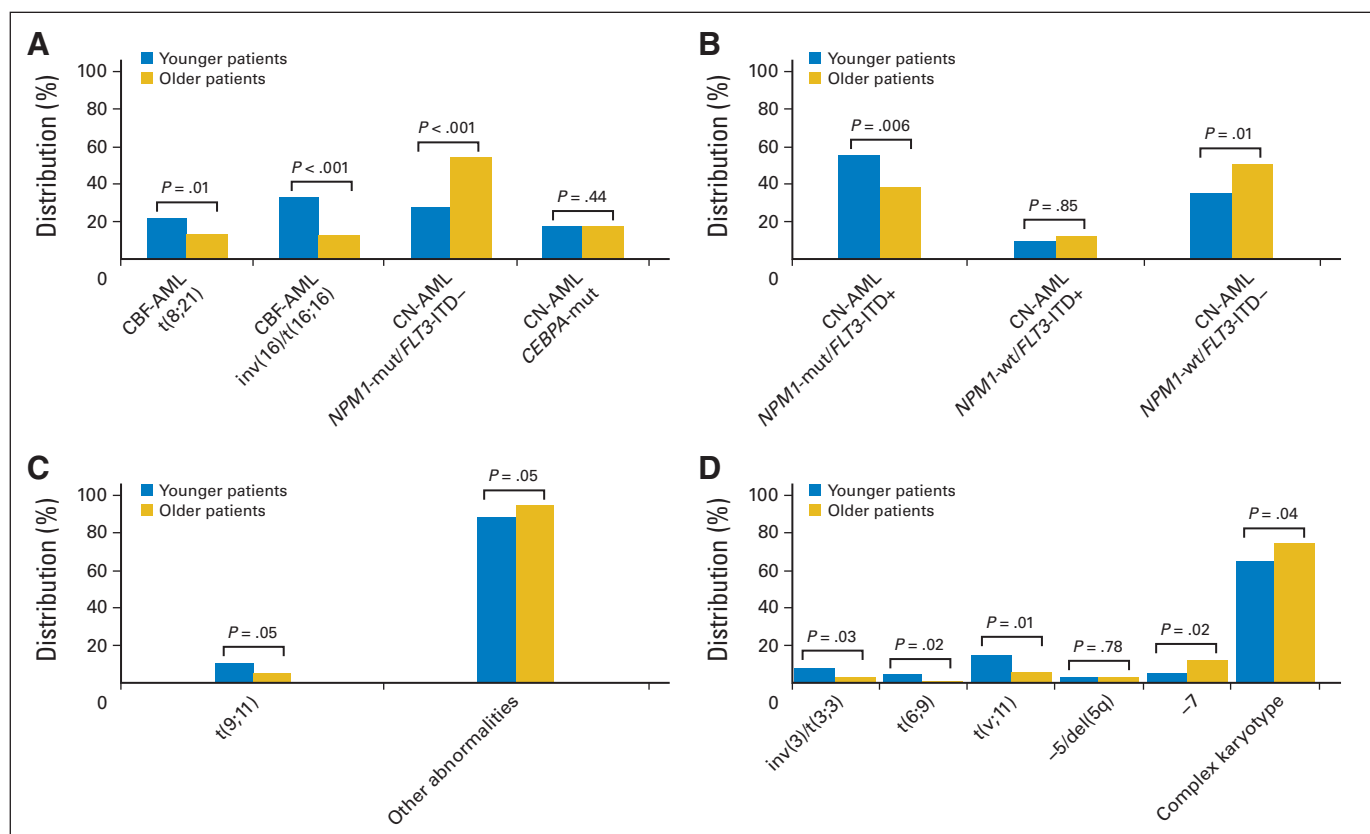 A
Younger patients
Older patients
Distribution (%)
100
80
60
40
20
0
P = .01
P < .001
P < .001
P = .44
CBF-AML
t(8;21)
CBF-AML
inv(16)/t(16;16)
CN-AML
NPM1-mut/FLT3-ITD–
CN-AML
CEBPA-mut
B
Younger patients
Older patients
Distribution (%)
100
80
60
40
20
0
P = .006
P = .85
P = .01
CN-AML
NPM1-mut/FLT3-ITD+
CN-AML
NPM1-wt/FLT3-ITD+
CN-AML
NPM1-wt/FLT3-ITD–
C
Younger patients
Older patients
Distribution (%)
100
80
60
40
20
0
P = .05
P = .05
t(9;11)
Other abnormalities
D
Younger patients
Older patients
Distribution (%)
100
80
60
40
20
0
P = .03
P = .02
P = .01
P = .78
P = .02
P = .04
inv(3)/t(3;3)
t(6;9)
t(v;11)
–5/del(5q)
–7
Complex karyotype